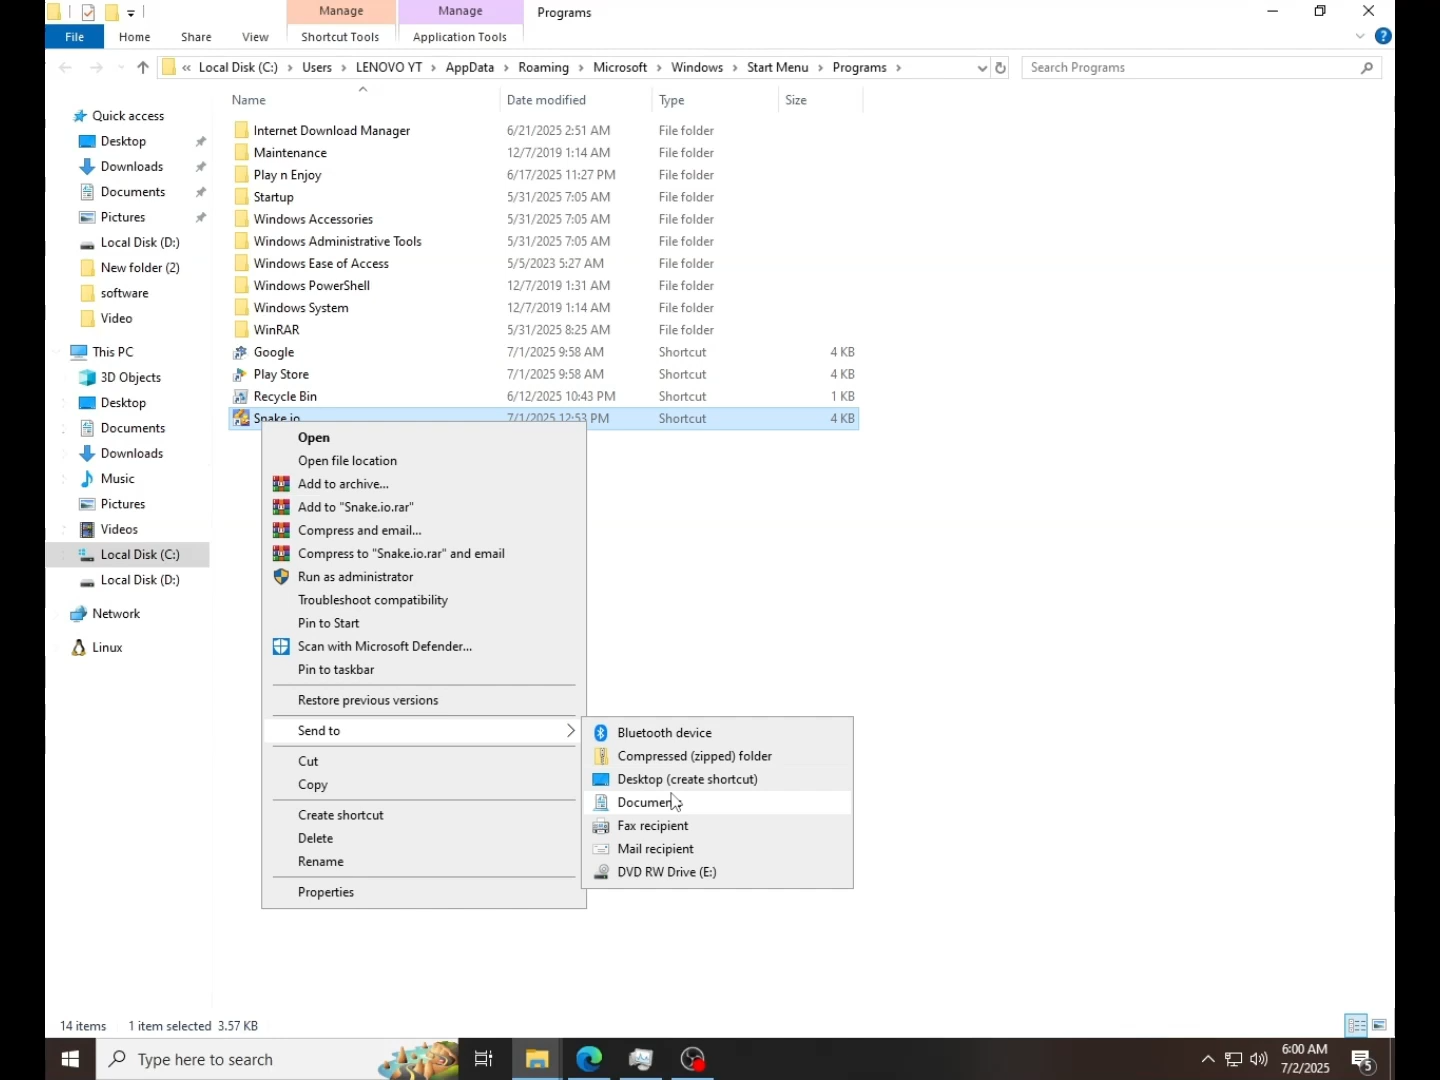 Manage
Manage
Programs
File
Home
Share
View
Shortcut Tools
Application Tools
« Local Disk (C:) > Users > LENOVO YT > AppData > Roaming > Microsoft > Windows > Start Menu > Programs >
Search Programs
Name
Date modified
Type
Size
Quick access
Desktop
Downloads
Documents
Pictures
Local Disk (D:)
New folder (2)
software
Video
This PC
3D Objects
Desktop
Documents
Downloads
Music
Pictures
Videos
Local Disk (C:)
Local Disk (D:)
Network
Linux
Internet Download Manager 6/21/2025 2:51 AM File folder
Maintenance 12/7/2019 1:14 AM File folder
Play n Enjoy 6/17/2025 11:27 PM File folder
Startup 5/31/2025 7:05 AM File folder
Windows Accessories 5/31/2025 7:05 AM File folder
Windows Administrative Tools 5/31/2025 7:05 AM File folder
Windows Ease of Access 5/5/2023 5:27 AM File folder
Windows PowerShell 12/7/2019 1:31 AM File folder
Windows System 12/7/2019 1:14 AM File folder
WinRAR 5/31/2025 8:25 AM File folder
Google 7/1/2025 9:58 AM Shortcut 4 KB
Play Store 7/1/2025 9:58 AM Shortcut 4 KB
Recycle Bin 6/12/2025 10:43 PM Shortcut 1 KB
Snake.io 7/1/2025 12:53 PM Shortcut 4 KB
Open
Open file location
Add to archive...
Add to "Snake.io.rar"
Compress and email...
Compress to "Snake.io.rar" and email
Run as administrator
Troubleshoot compatibility
Pin to Start
Scan with Microsoft Defender...
Pin to taskbar
Restore previous versions
Send to
Cut
Copy
Create shortcut
Delete
Rename
Properties
Bluetooth device
Compressed (zipped) folder
Desktop (create shortcut)
Documents
Fax recipient
Mail recipient
DVD RW Drive (E:)
14 items 1 item selected 3.57 KB
Type here to search
6:00 AM
7/2/2025
5